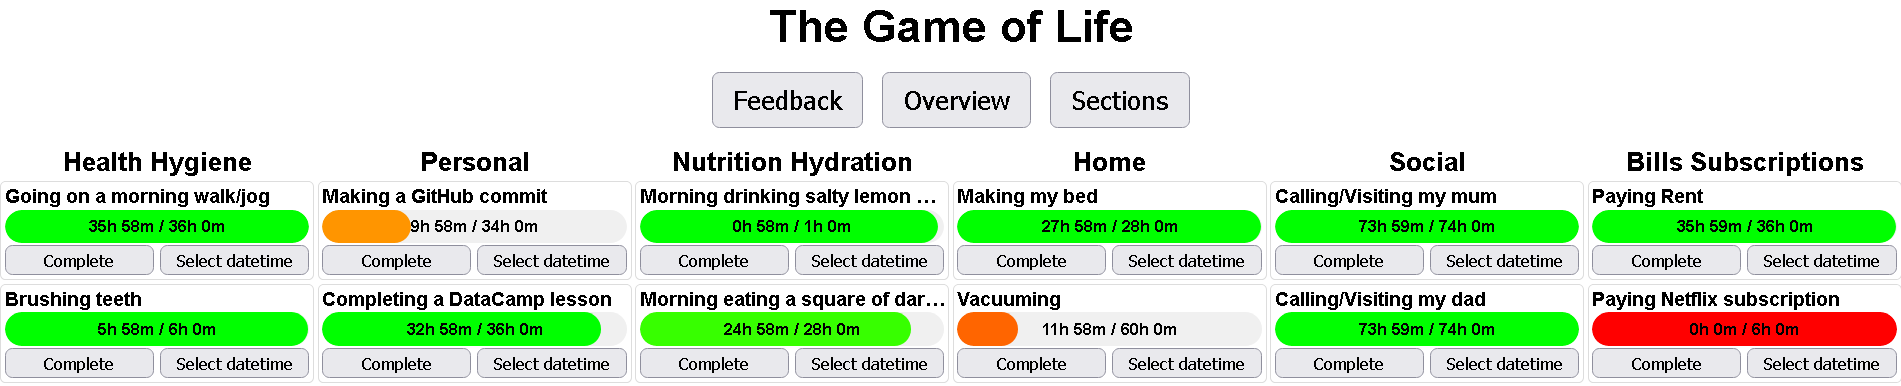 The Game of Life
Feedback Overview Sections
Health Hygiene
Going on a morning walk/jog
35h 58m / 36h 0m
Complete Select datetime
Brushing teeth
5h 58m / 6h 0m
Complete Select datetime
Personal
Making a GitHub commit
9h 58m / 34h 0m
Complete Select datetime
Completing a DataCamp lesson
32h 58m / 36h 0m
Complete Select datetime
Nutrition Hydration
Morning drinking salty lemon ...
0h 58m / 1h 0m
Complete Select datetime
Morning eating a square of dar...
24h 58m / 28h 0m
Complete Select datetime
Home
Making my bed
27h 58m / 28h 0m
Complete Select datetime
Vacuuming
11h 58m / 60h 0m
Complete Select datetime
Social
Calling/Visiting my mum
73h 59m / 74h 0m
Complete Select datetime
Calling/Visiting my dad
73h 59m / 74h 0m
Complete Select datetime
Bills Subscriptions
Paying Rent
35h 59m / 36h 0m
Complete Select datetime
Paying Netflix subscription
0h 0m / 6h 0m
Complete Select datetime